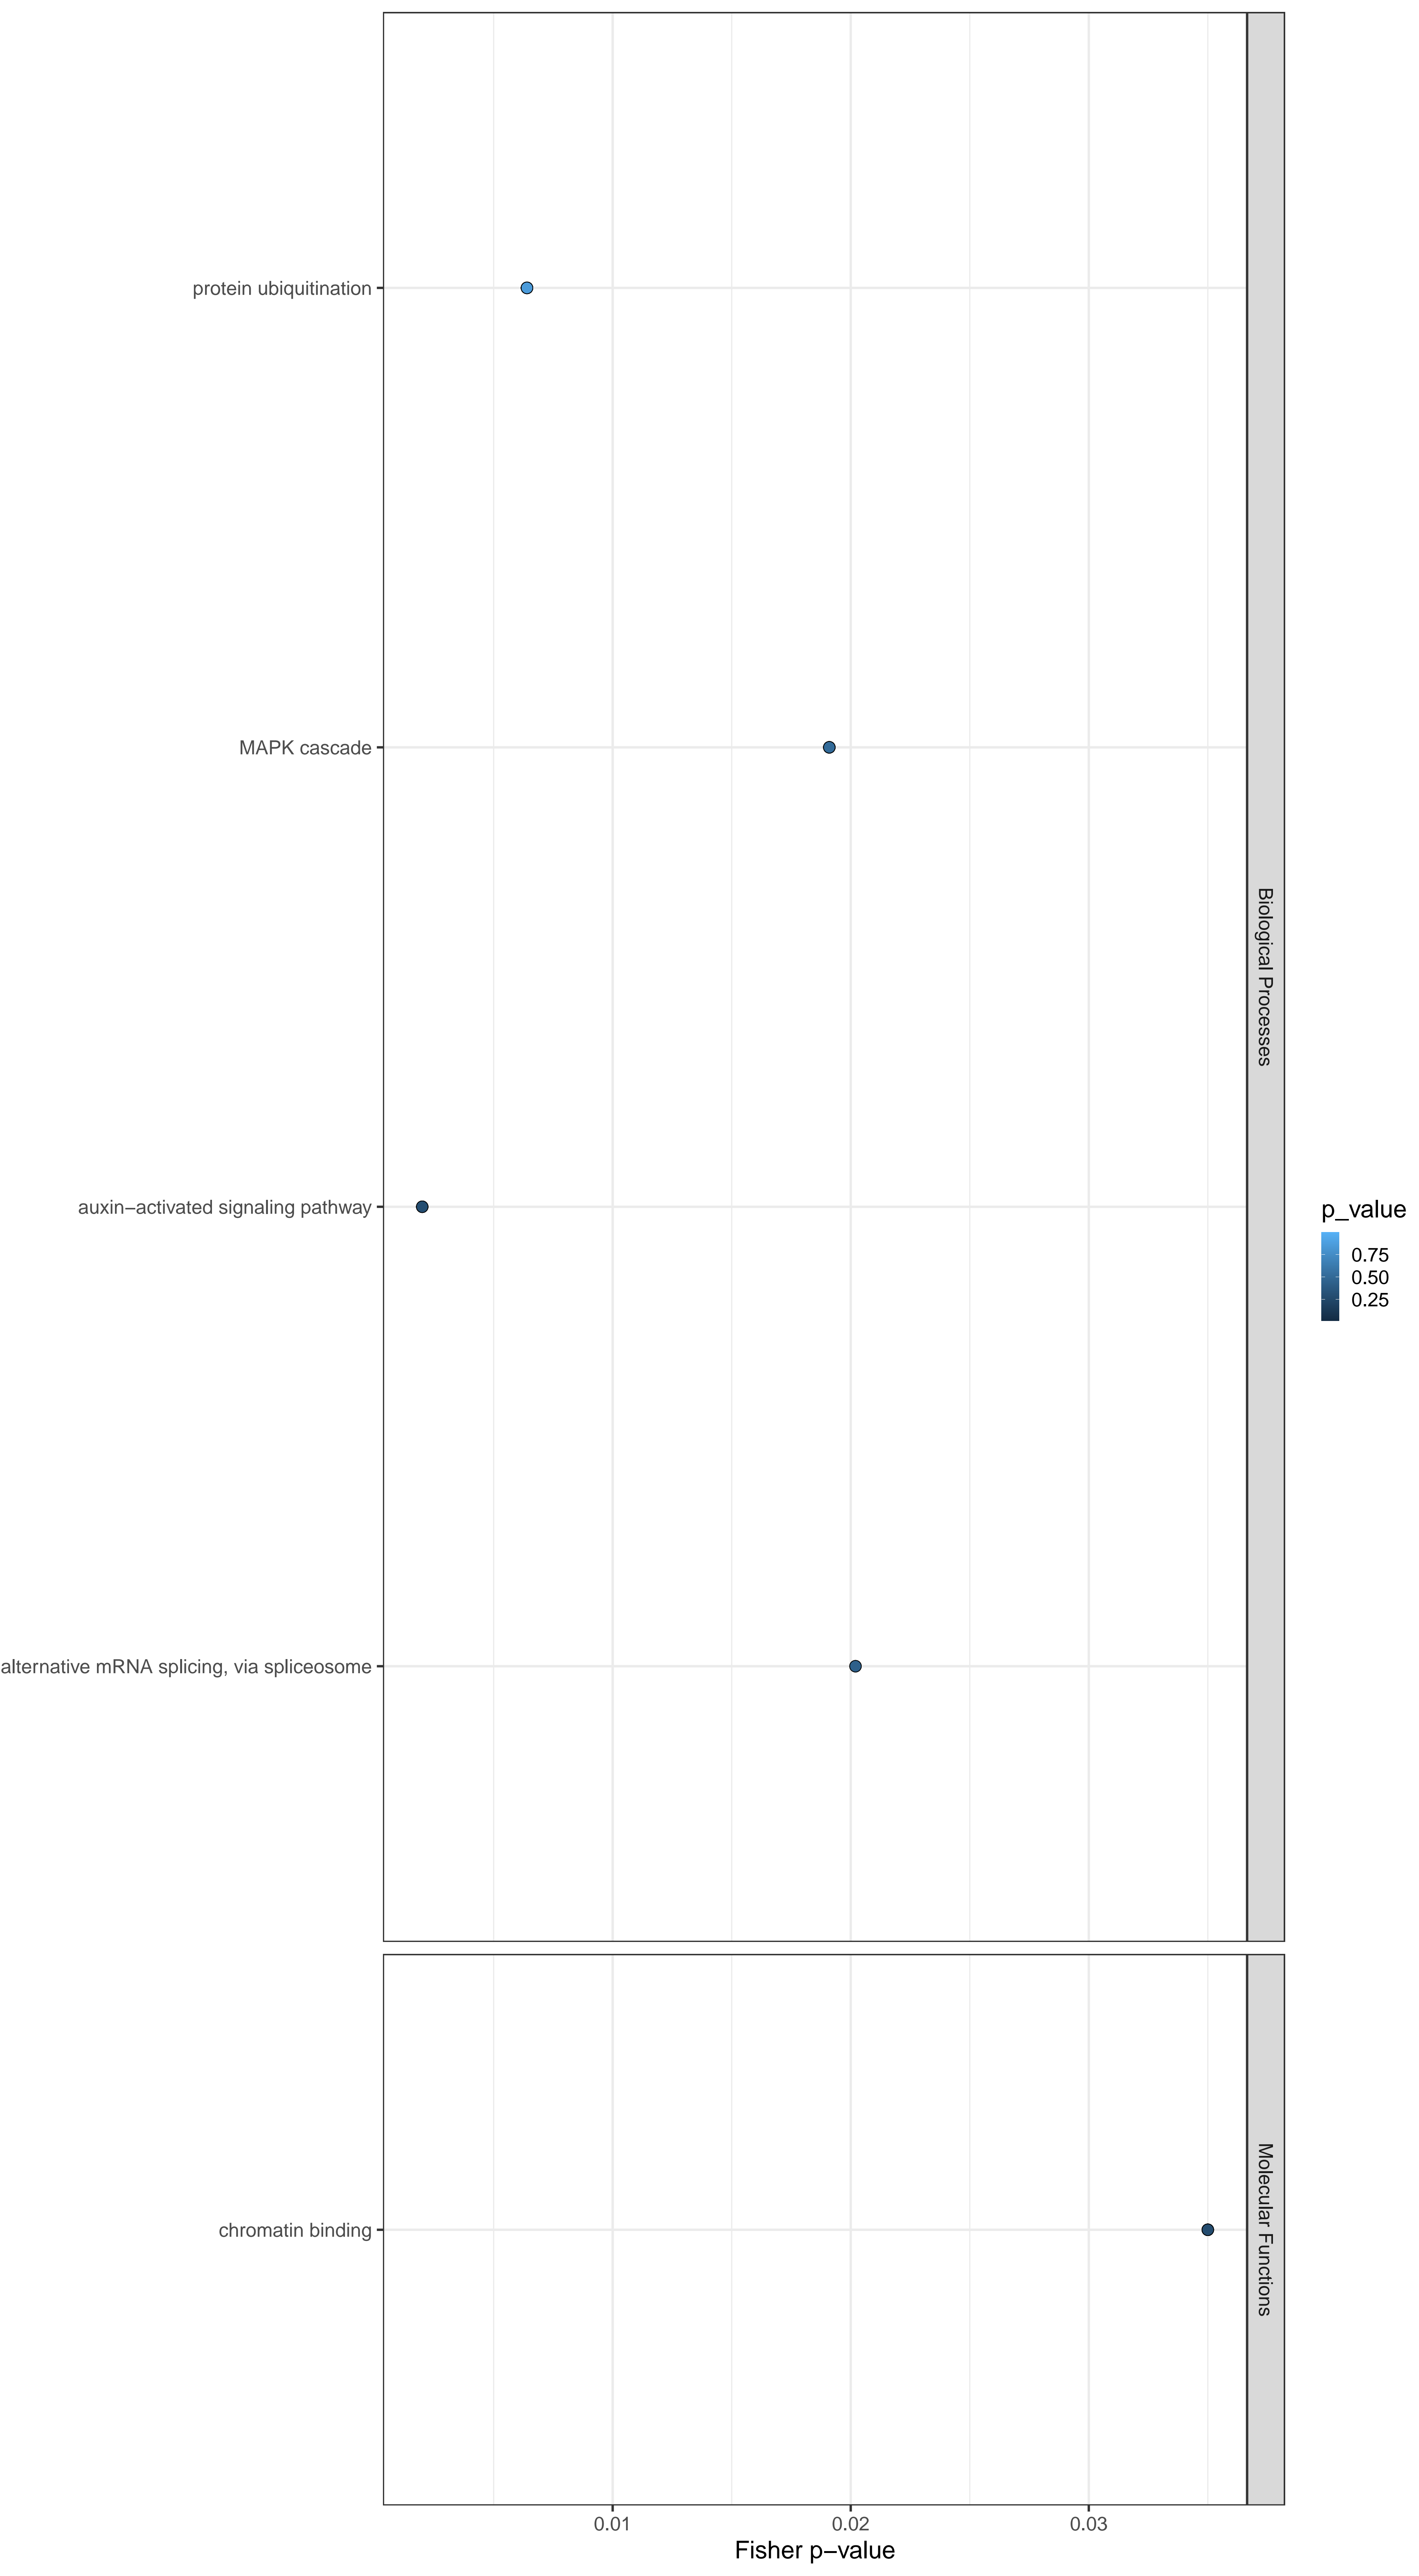 protein ubiquitination
MAPK cascade
auxin−activated signaling pathway
alternative mRNA splicing, via spliceosome
Biological Processes
chromatin binding
Molecular Functions
0.01 0.02 0.03
Fisher p−value
p_value
0.75
0.50
0.25